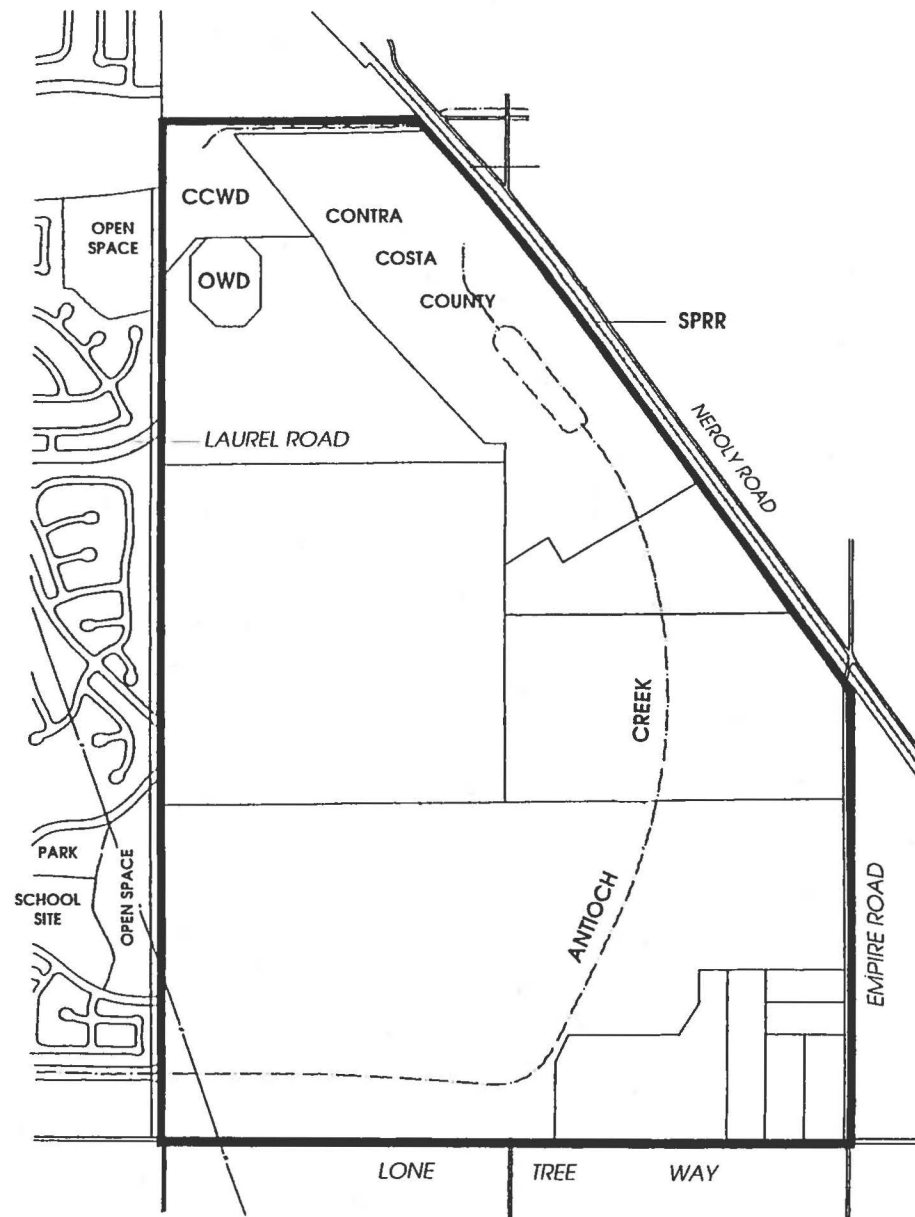 CCWD
CONTRA
OPEN
SPACE
COSTA
OWD
COUNTY
SPRR
NEROLY ROAD
LAUREL ROAD
CREEK
PARK
OPEN SPACE
SCHOOL
SITE
ANTIOCH
EMPIRE ROAD
LONE TREE WAY